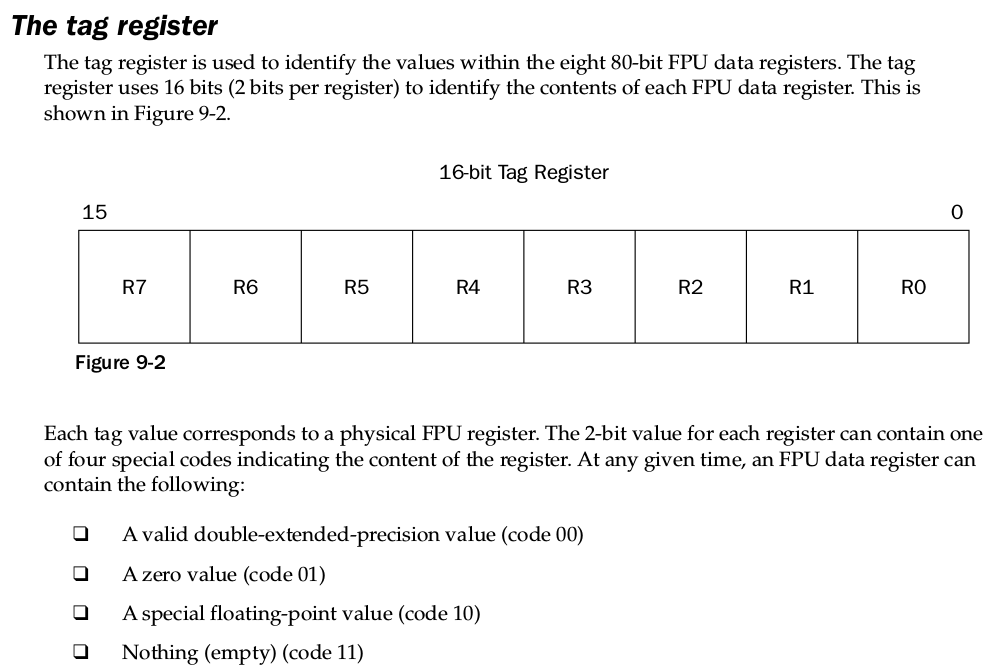 The tag register
The tag register is used to identify the values within the eight 80-bit FPU data registers. The tag
register uses 16 bits (2 bits per register) to identify the contents of each FPU data register. This is
shown in Figure 9-2.
16-bit Tag Register
15 0
R7 R6 R5 R4 R3 R2 R1 R0
Figure 9-2
Each tag value corresponds to a physical FPU register. The 2-bit value for each register can contain one
of four special codes indicating the content of the register. At any given time, an FPU data register can
contain the following:
❑ A valid double-extended-precision value (code 00)
❑ A zero value (code 01)
❑ A special floating-point value (code 10)
❑ Nothing (empty) (code 11)